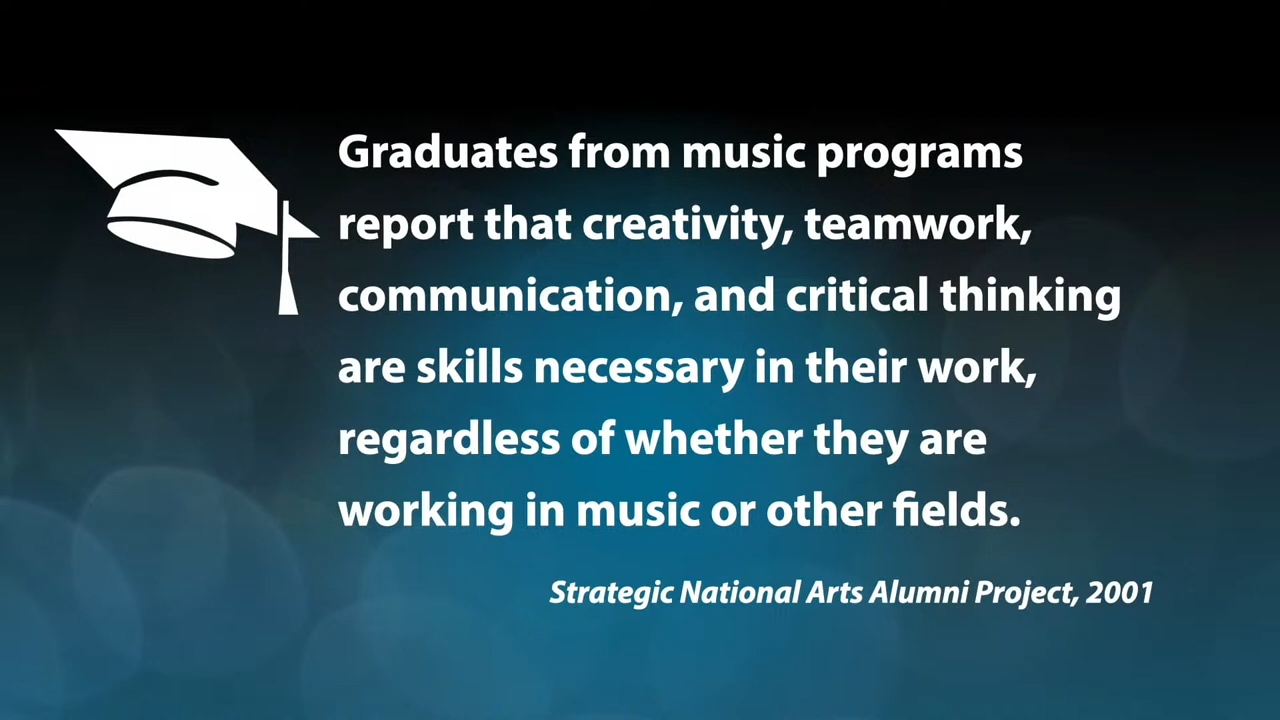 Graduates from music programs
report that creativity, teamwork,
communication, and critical thinking
are skills necessary in their work,
regardless of whether they are
working in music or other fields.
Strategic National Arts Alumni Project, 2001